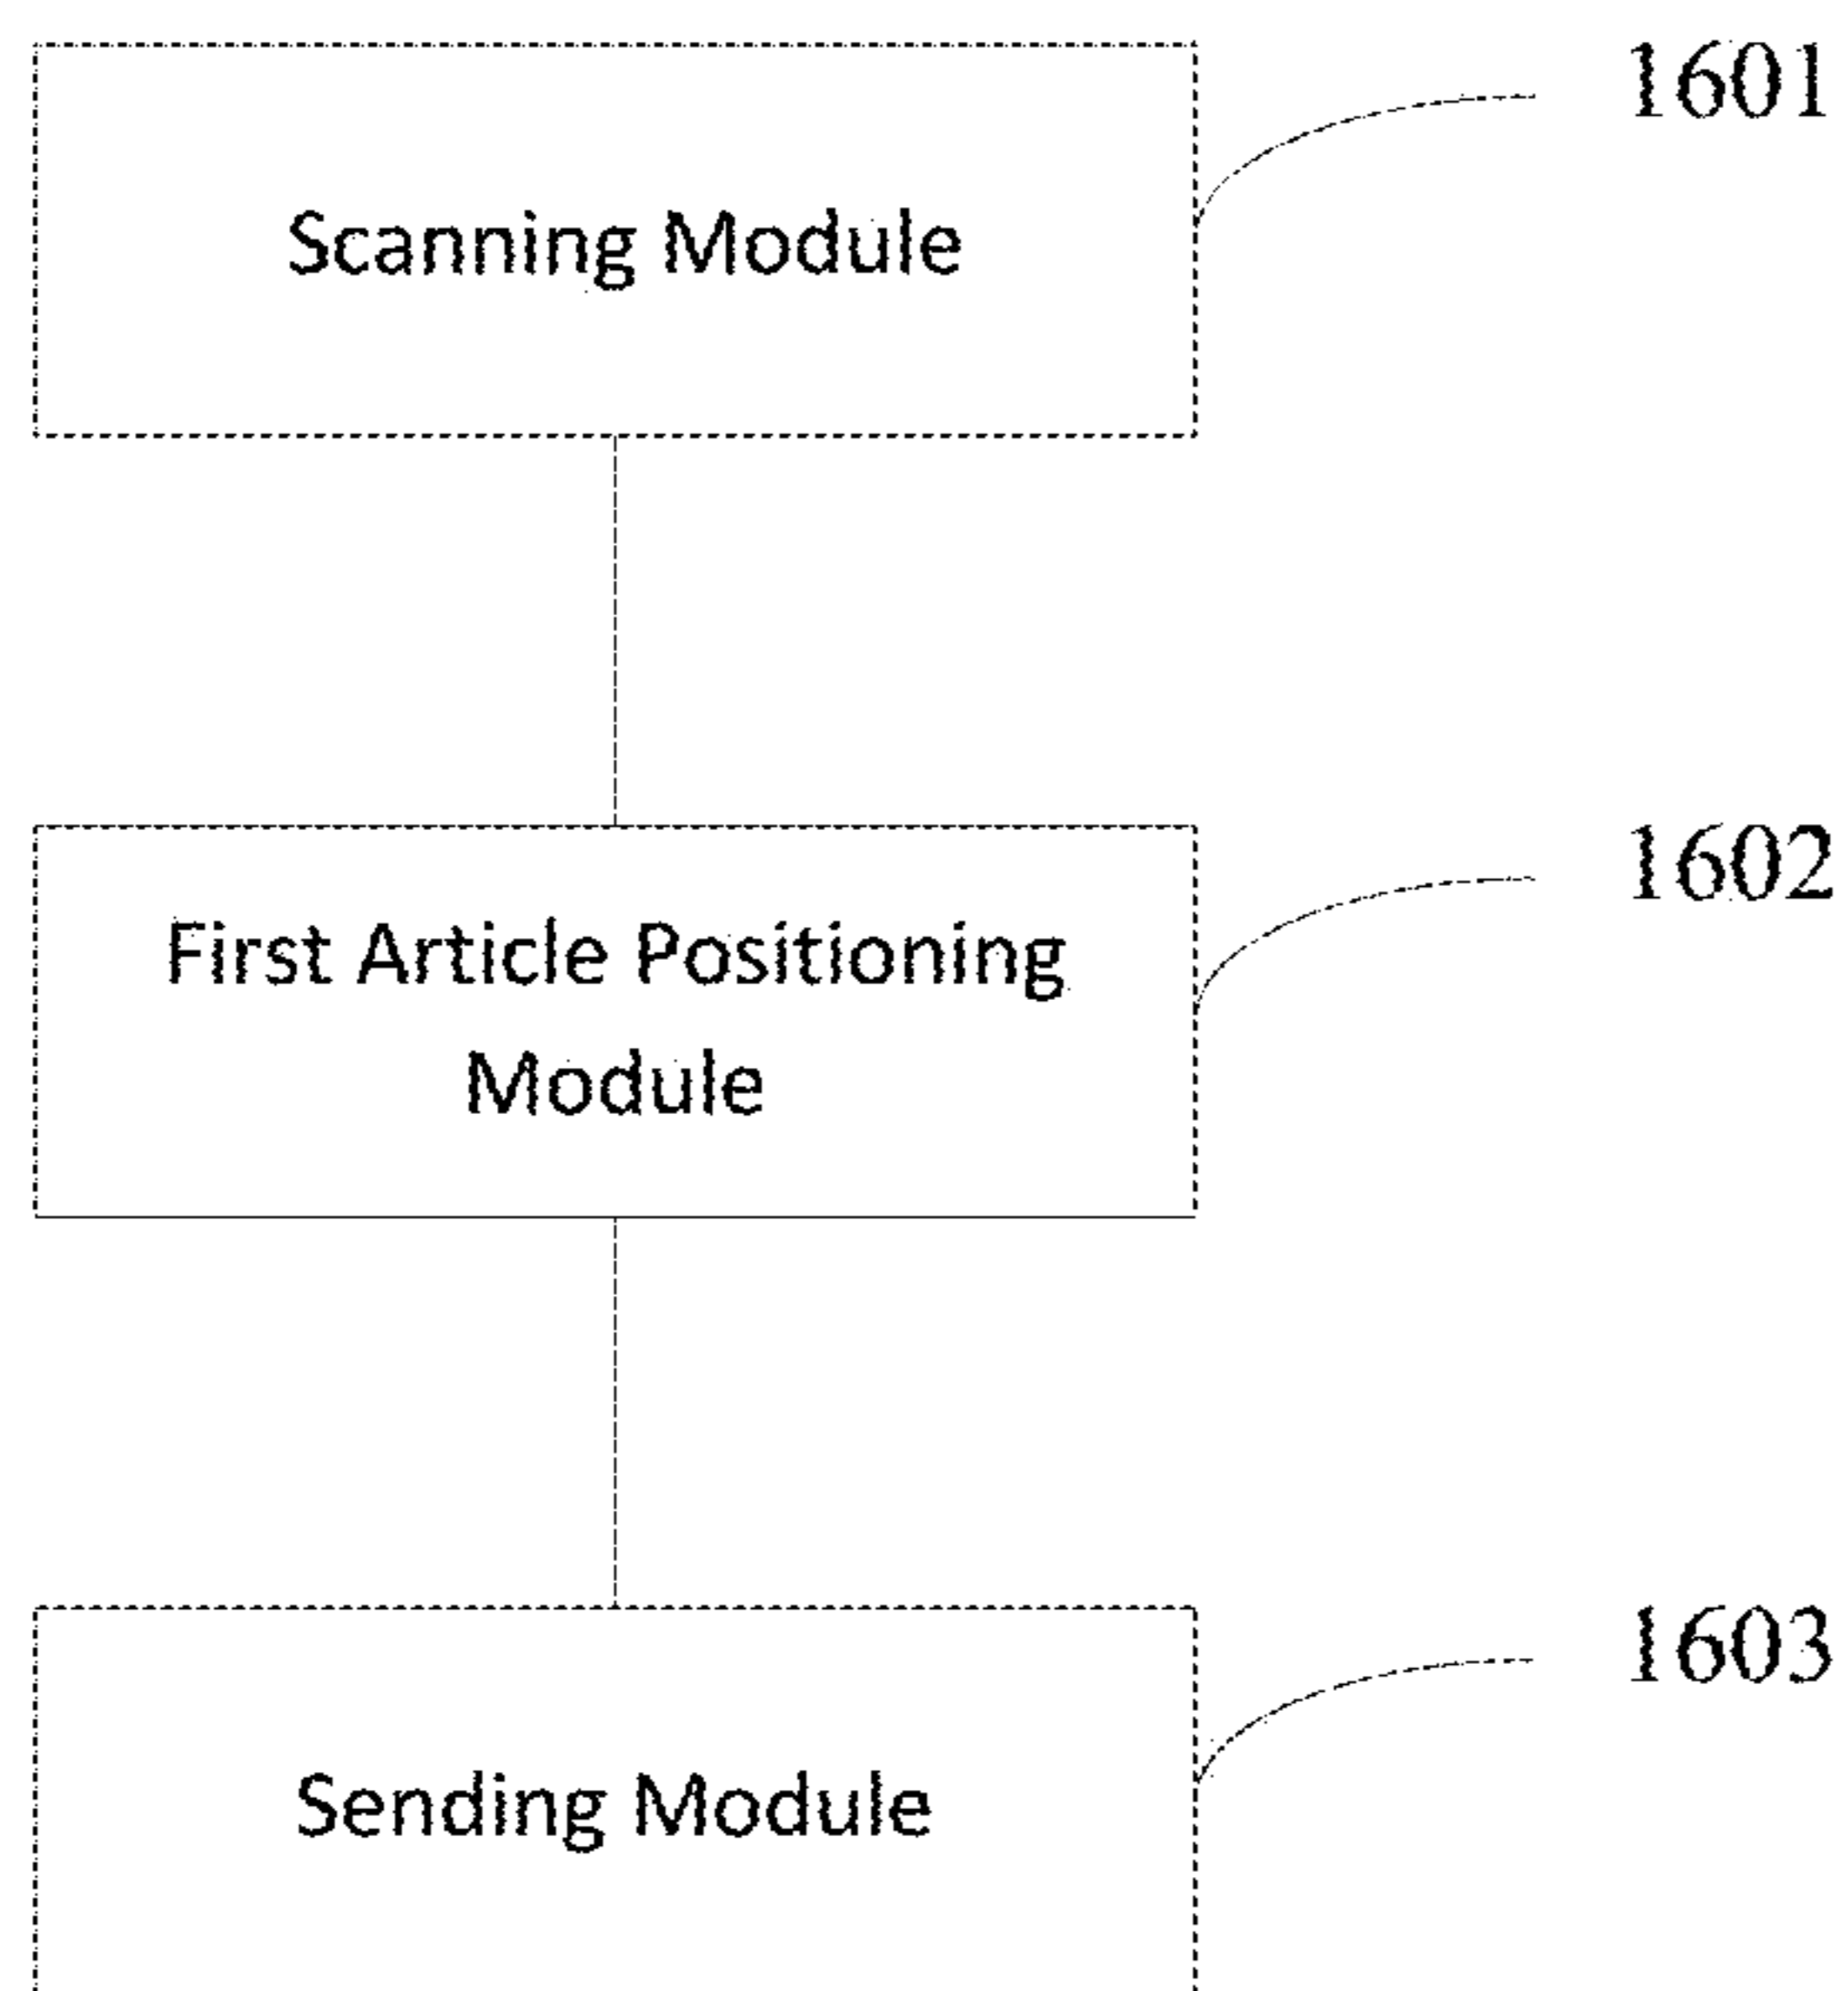 1601
Scanning Module
1602
First Article Positioning
Module
1603
Sending Module